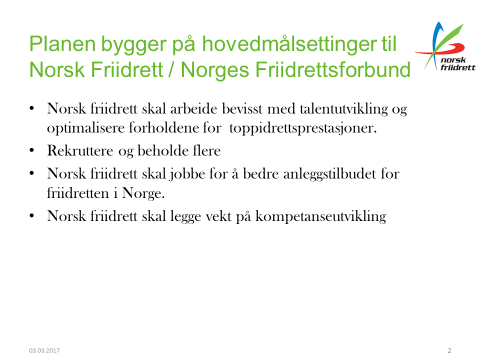 Planen bygger på hovedmålsettinger til
Norsk Friidrett / Norges Friidrettsforbund
norsk
friidrett
• Norsk friidrett skal arbeide bevisst med talentutvikling og
optimalisere forholdene for  toppidrettsprestasjoner.
• Rekruttere og beholde flere
• Norsk friidrett skal jobbe for å bedre anleggstilbudet for
friidretten i Norge.
• Norsk friidrett skal legge vekt på kompetanseutvikling
03.03.2017
2